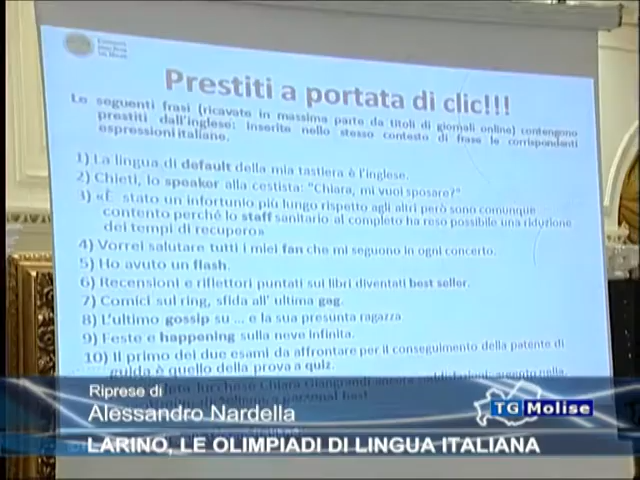 Prestiti a portata di clic!!!
Le seguenti frasi (ricavate in massima parte da titoli di giornali online) contengono
prestiti dall'inglese: inserite nello stesso contesto di frase le corrispondenti
espressioni italiane.
1) La lingua di default della mia tastiera è l'inglese.
2) Chieti, lo speaker alla cestista: "Chiara, mi vuoi sposare?"
3) «È stato un infortunio più lungo rispetto agli altri però sono comunque
contento perché lo staff sanitario al completo ha reso possibile una riduzione
dei tempi di recupero»
4) Vorrei salutare tutti i miei fan che mi seguono in ogni concerto.
5) Ho avuto un flash.
6) Recensioni e riflettori puntati sui libri diventati best seller.
7) Comici sul ring, sfida all' ultima gag.
8) L'ultimo gossip su ... e la sua presunta ragazza
9) Feste e happening sulla neve infinita.
10) Il primo dei due esami da affrontare per il conseguimento della patente di
guida è quello della prova a quiz.
Riprese di
Alessandro Nardella
TG Molise
LARINO, LE OLIMPIADI DI LINGUA ITALIANA